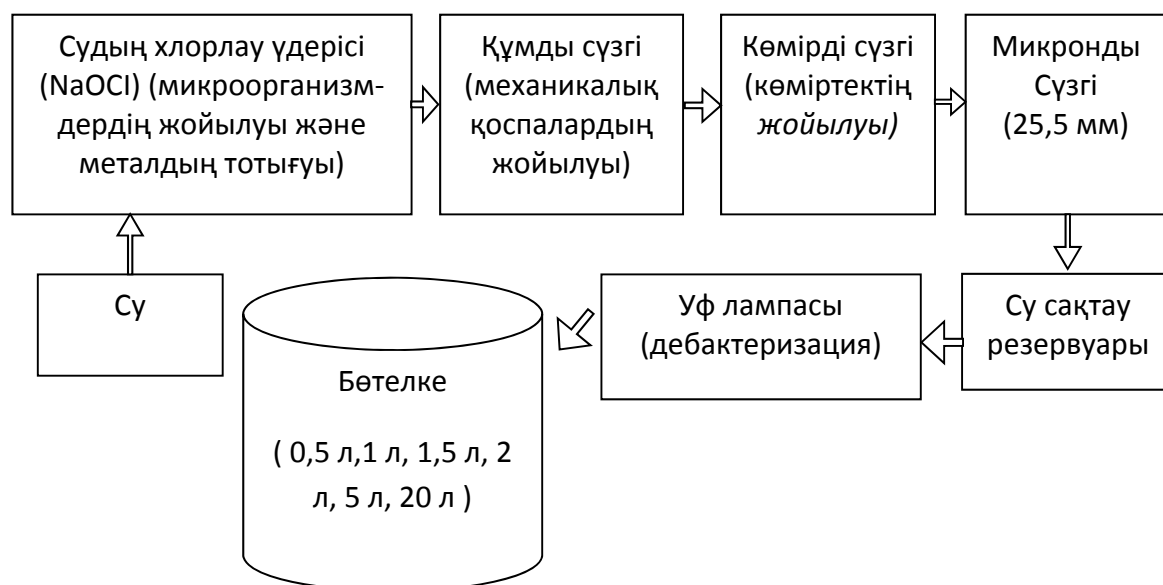 Судың хлорлау үдерісі
(NaOCl) (микроорганизм-
дердің жойылуы және
металдың тотығуы)
Құмды сүзгі
(механикалық
қоспалардың
жойылуы)
Көмірді сүзгі
(көміртектің
жойылуы)
Микронды
Сүзгі
(25,5 мм)
Су
Бөтелке
( 0,5 л,1 л, 1,5 л, 2
л, 5 л, 20 л )
Уф лампасы
(дебактеризация)
Су сақтау
резервуары